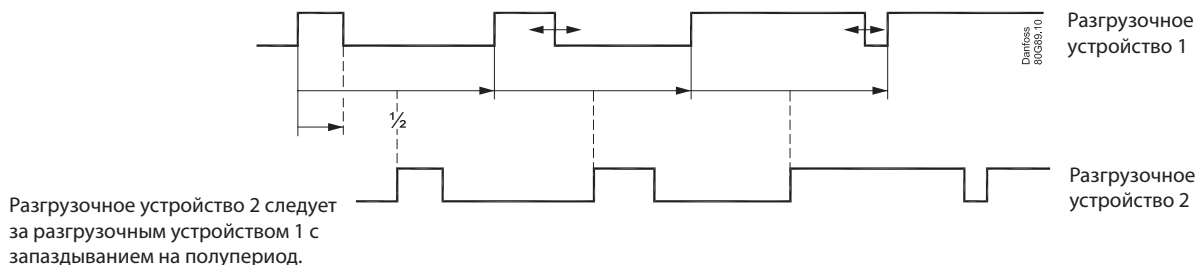 Разгрузочное
устройство 1
Danfoss
80G89.10
½
Разгрузочное
устройство 2
Разгрузочное устройство 2 следует
за разгрузочным устройством 1 с
запаздыванием на полупериод.